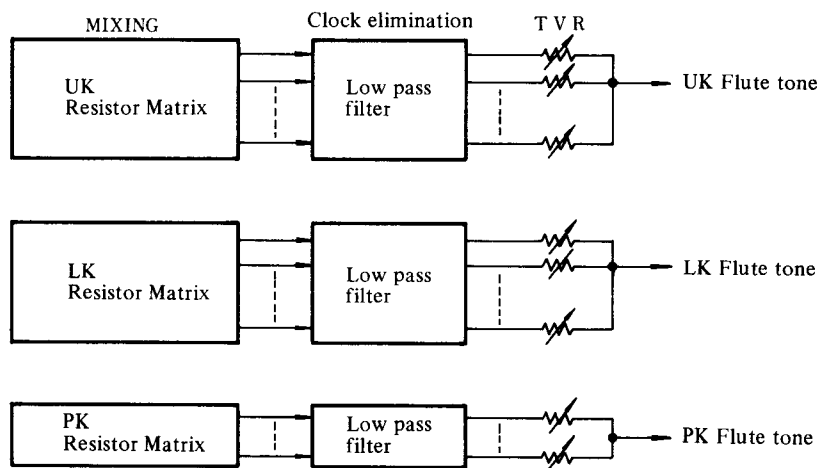 MIXING
Clock elimination
T V R
UK
Resistor Matrix
Low pass
filter
UK Flute tone
LK
Resistor Matrix
Low pass
filter
LK Flute tone
PK
Resistor Matrix
Low pass
filter
PK Flute tone